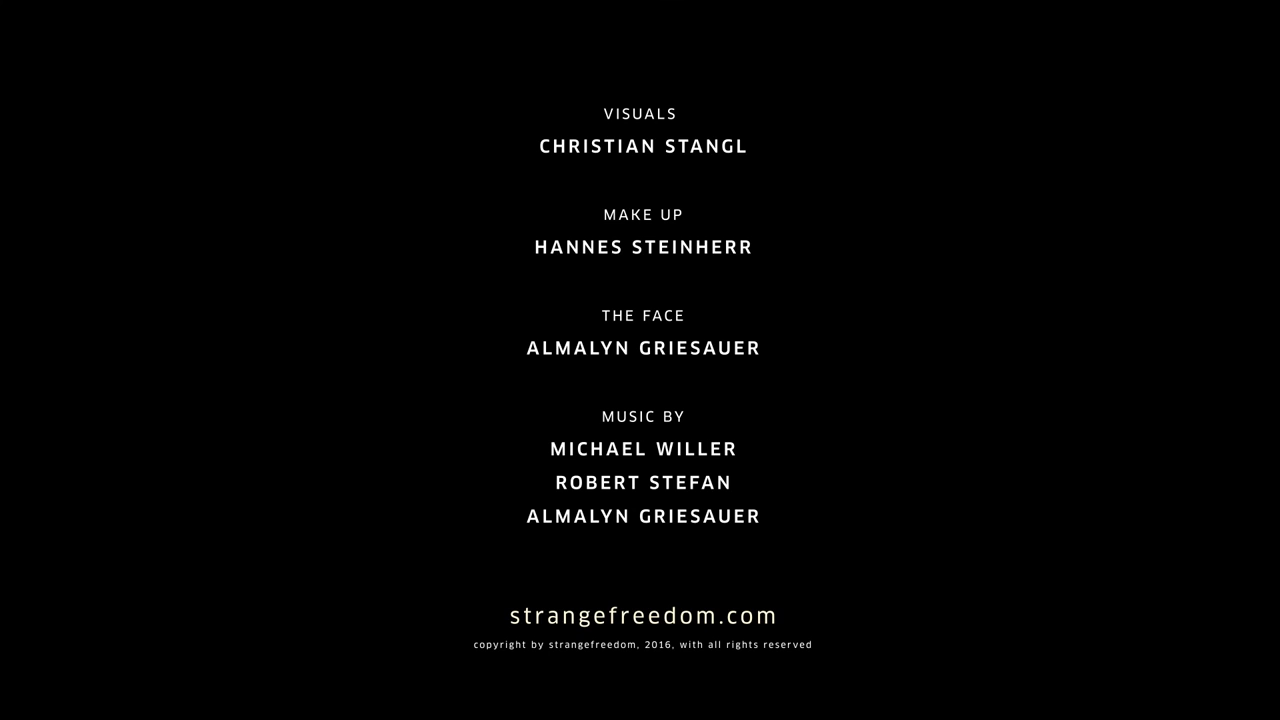 VISUALS
CHRISTIAN STANGL
MAKE UP
HANNES STEINHERR
THE FACE
ALMALYN GRIESAUER
MUSIC BY
MICHAEL WILLER
ROBERT STEFAN
ALMALYN GRIESAUER
strangefreedom.com
copyright by strangefreedom, 2016, with all rights reserved